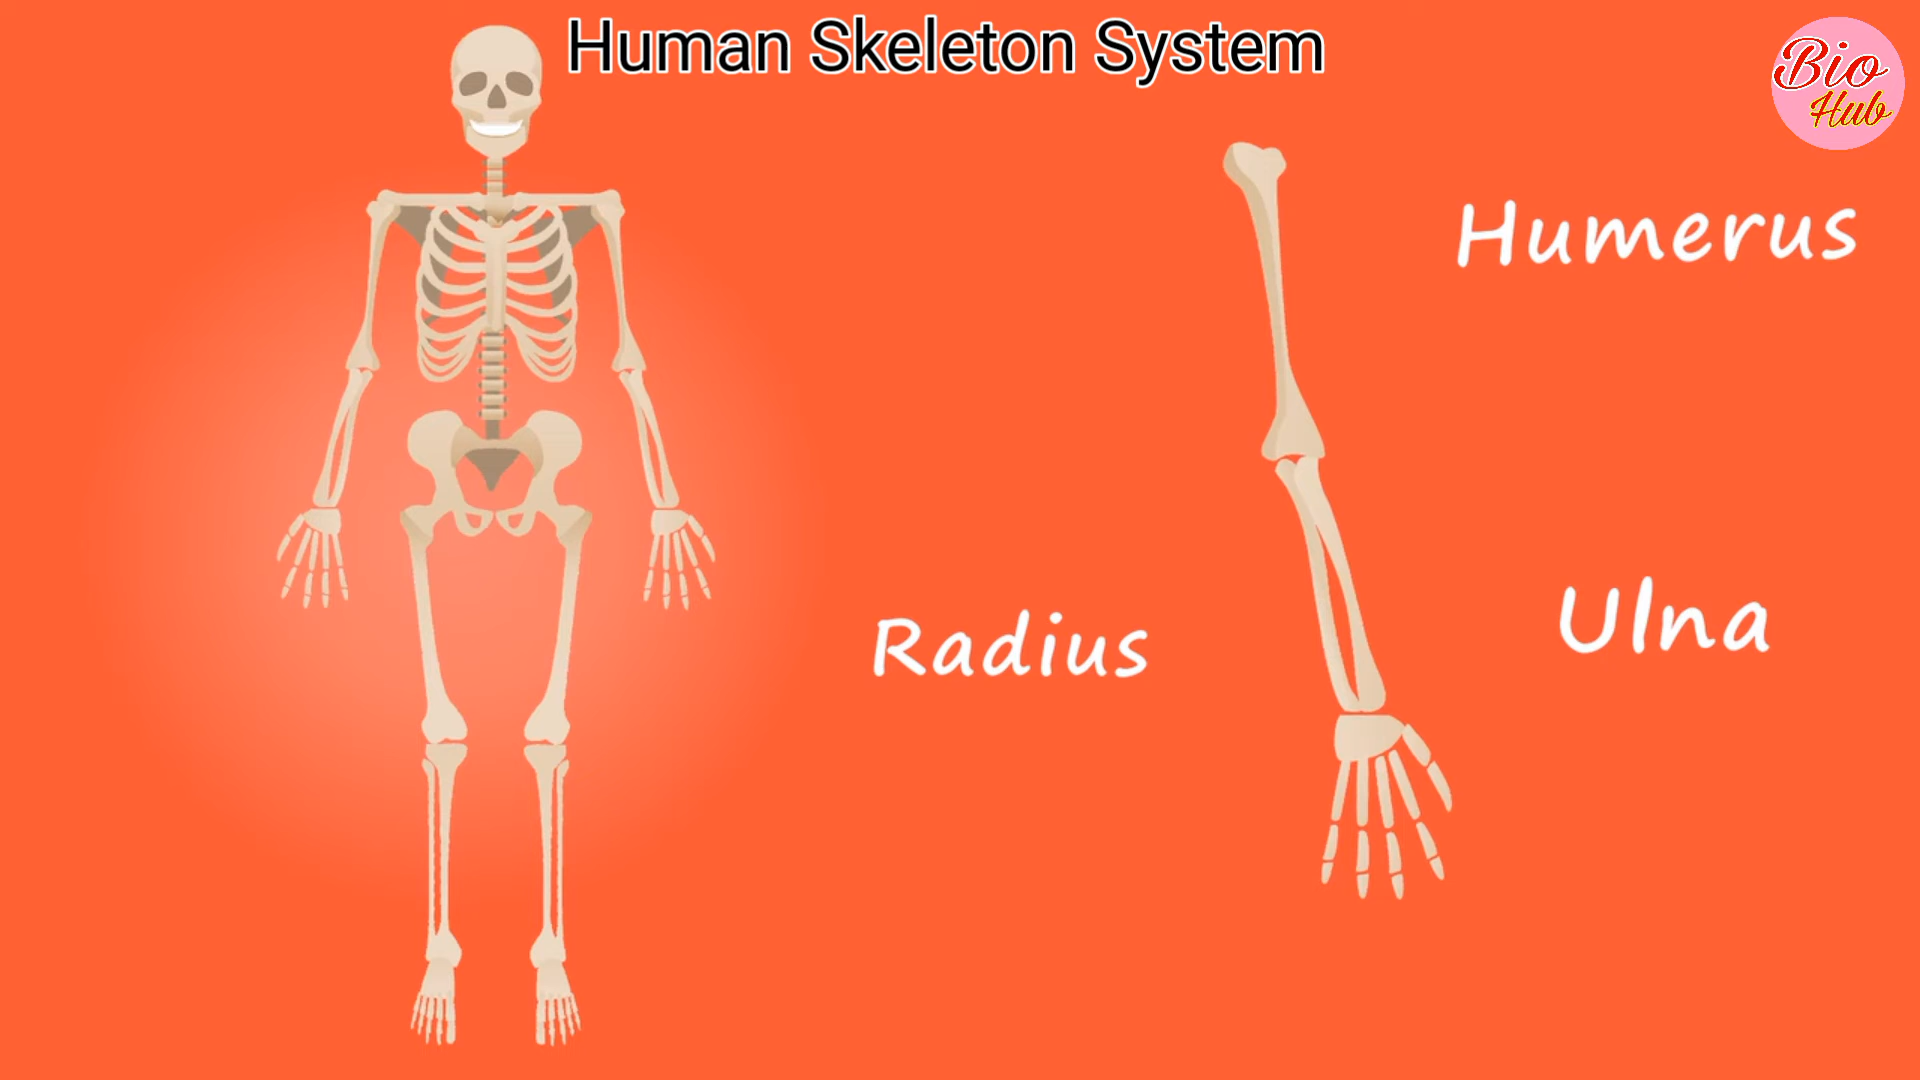 Human Skeleton System
Bio
Hub
Humerus
Radius
Ulna